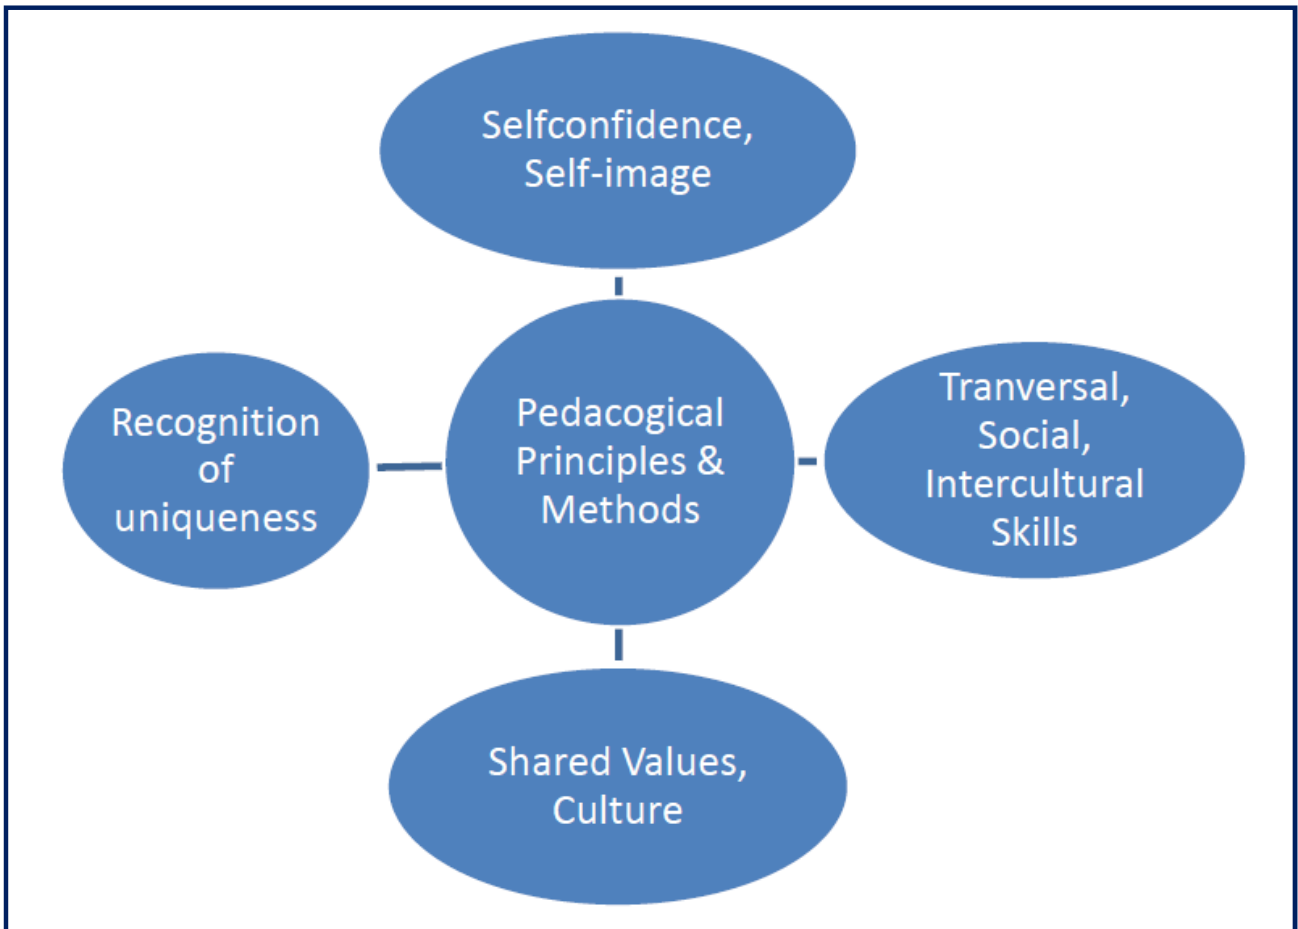 Selfconfidence,
Self-image
Recognition
of
uniqueness
Pedacogical
Principles &
Methods
Tranversal,
Social,
Intercultural
Skills
Shared Values,
Culture